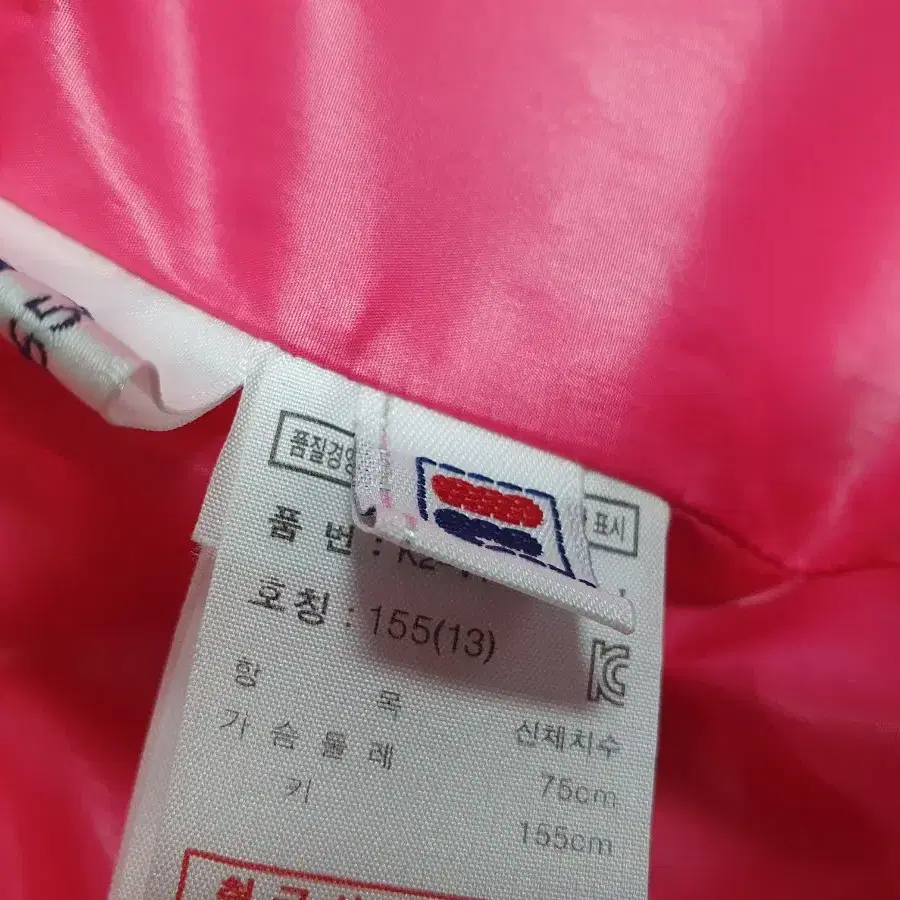 65
품질경영
표시
품 번 : K2-
호칭 : 155(13)
항 목 신체치수
가 슴 둘 레 75cm
키 155cm